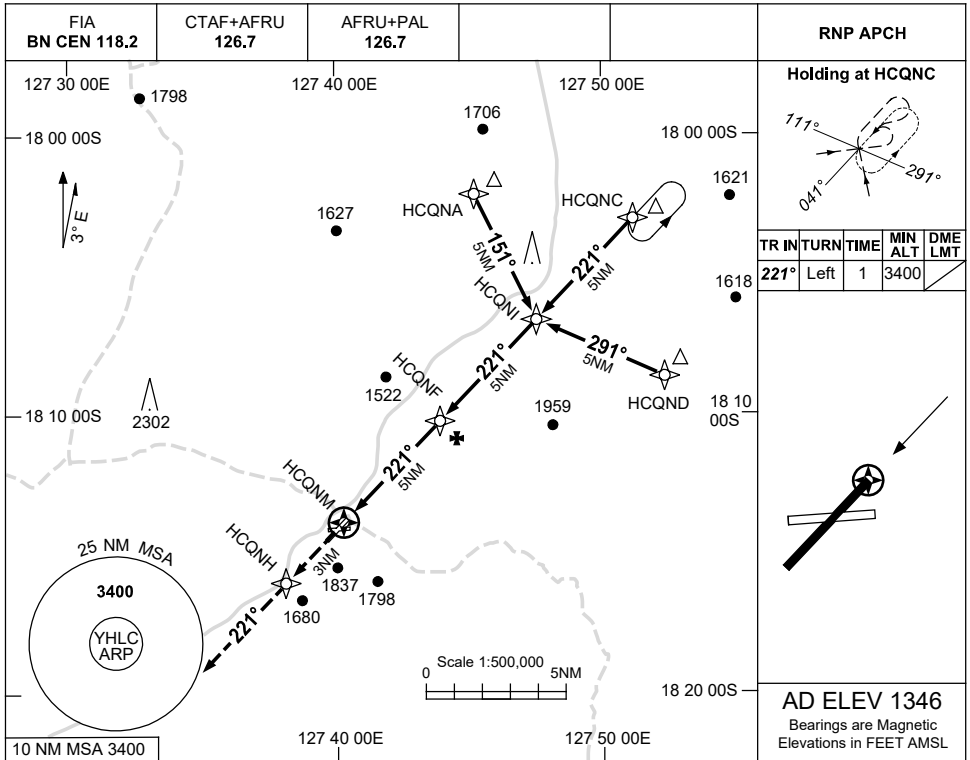 FIA
BN CEN 118.2
CTAF+AFRU
126.7
AFRU+PAL
126.7
RNP APCH
127 30 00E
127 40 00E
127 50 00E
1798
18 00 00S
1706
18 00 00S
1621
3° E
1627
HCQNA
HCQNC
151°
5NM
221°
5NM
1618
HCQNI
291°
5NM
HCQND
221°
5NM
HCQNF
1522
18 10 00S
2302
1959
18 10
00S
221°
5NM
HCQNM
HCQNH
3NM
1837
1798
1680
221°
25 NM MSA
3400
YHLC
ARP
10 NM MSA 3400
Scale 1:500,000
0
5NM
18 20 00S
127 40 00E
127 50 00E
Holding at HCQNC
111°
291°
041°
TR IN TURN TIME MIN ALT DME LMT
221° Left 1 3400
AD ELEV 1346
Bearings are Magnetic
Elevations in FEET AMSL